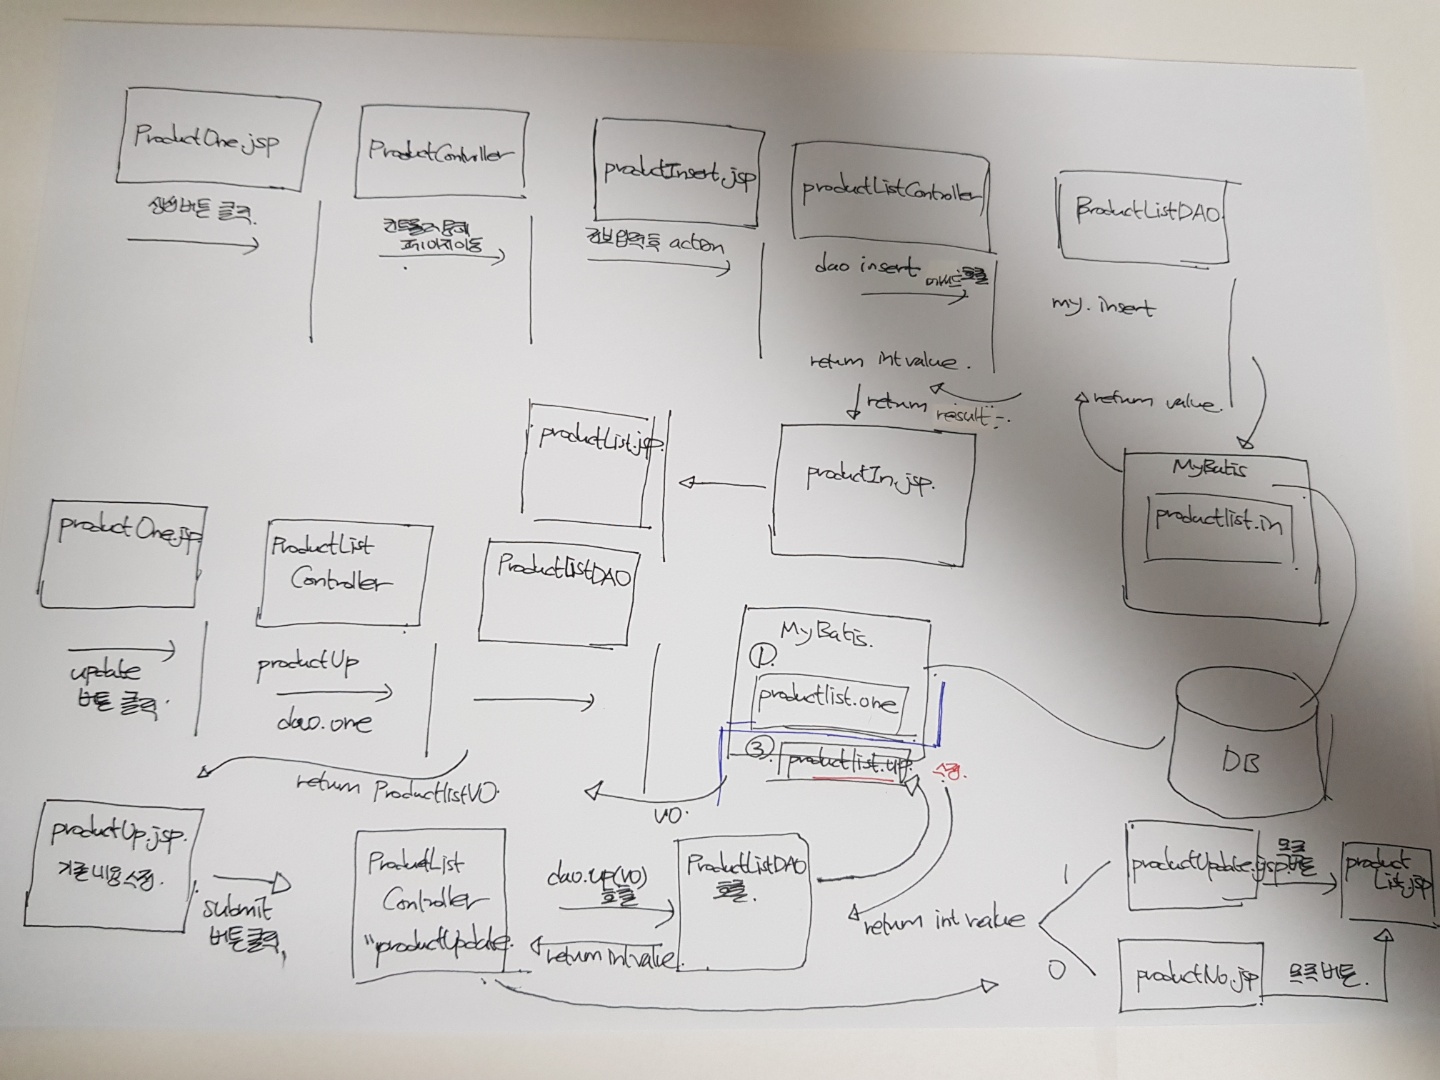 ProductOne.jsp
ProductController
productInsert.jsp
productListController
ProductListDAO
버튼 클릭.
컨트롤러 통해
페이지이동
정보입력후 action
dao insert 메서드호출
my.insert
return int value.
return result
return value.
productList.jsp.
productIn.jsp.
MyBatis
productlist.in
productOne.jsp
ProductList
Controller
ProductListDAO
update
버튼 클릭.
productUp
dao.one
MyBatis.
①
productlist.one
③
productlist.up
수정.
DB
return ProductlistVO.
VO.
productUp.jsp.
기존내용수정.
submit
버튼클릭,
ProductList
Controller
"productUpdate.
dao.up(VO)
호출
return int value.
ProductListDAO
호출.
return int value
1
0
productUpdate.jsp.
목록
버튼
product
List.jsp
productNo.jsp
목록버튼.